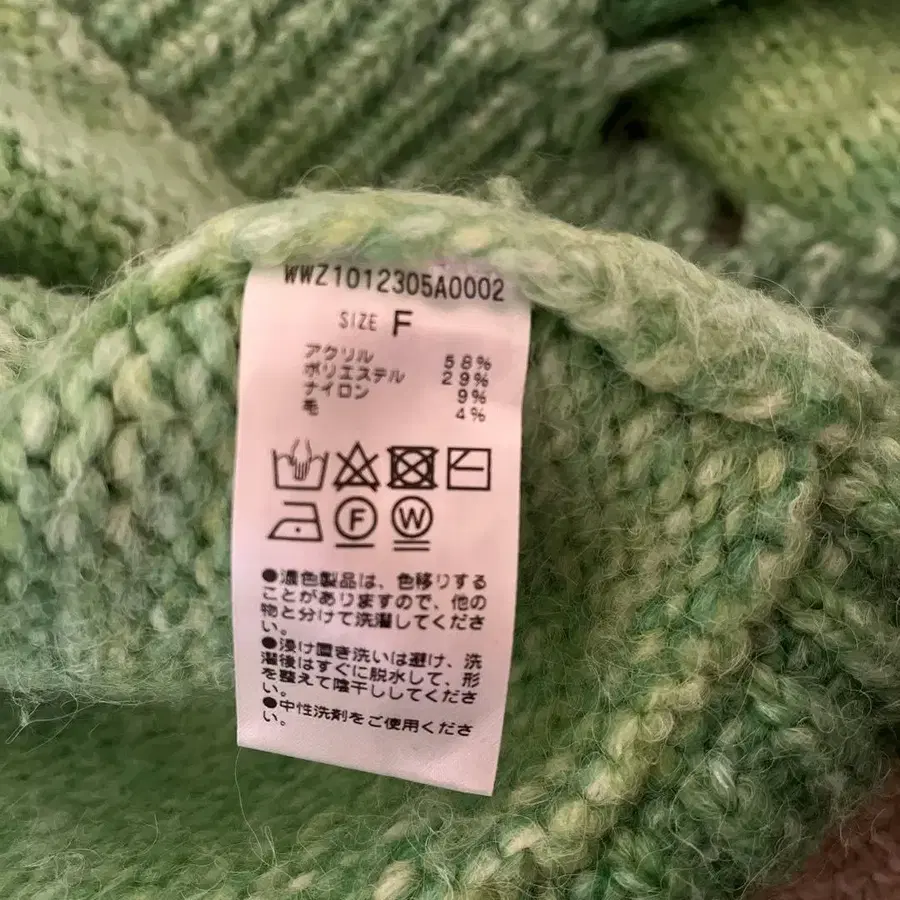 WWZ1012305A0002
SIZE F
アクリル 58%
ポリエステル 29%
ナイロン 9%
毛 4%
F W
●濃色製品は、色移りする
ことがありますので、他の
物と分けて洗濯してくださ
い。
●浸け置き洗いは避け、洗
濯後はすぐに脱水して、形
を整えて陰干ししてくださ
い。
●中性洗剤をご使用くださ
い。